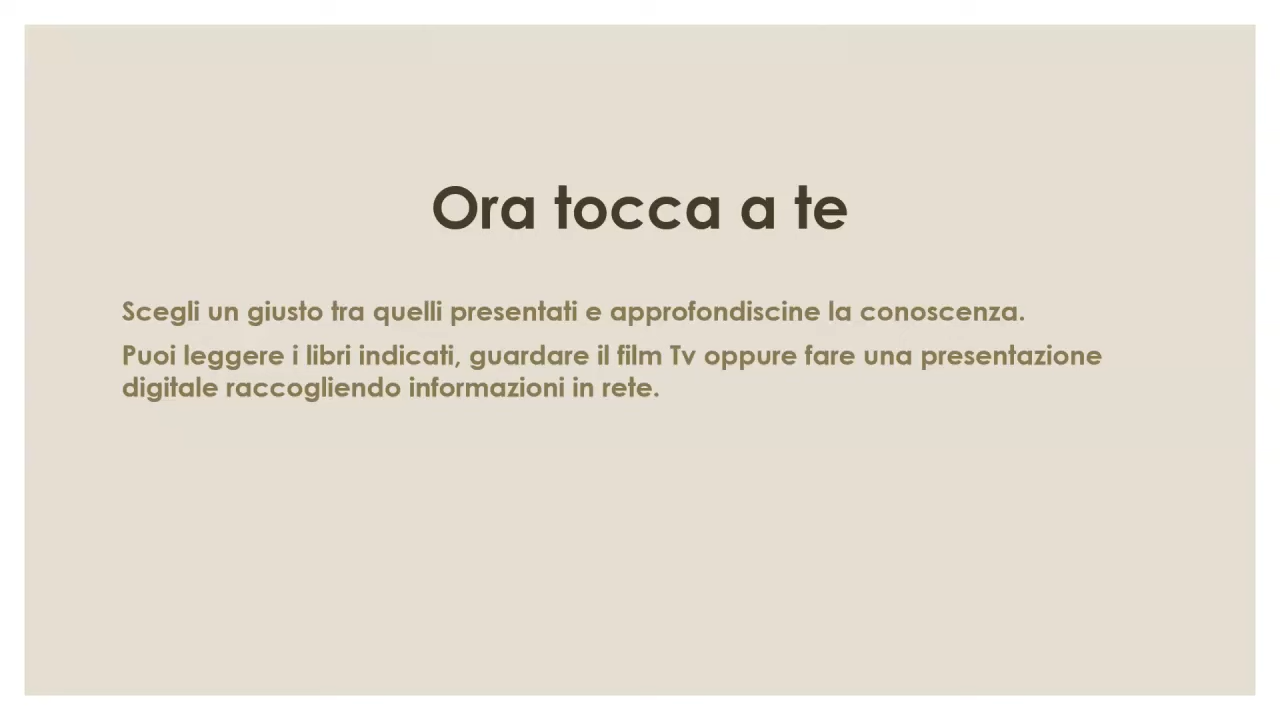 Ora tocca a te
Scegli un giusto tra quelli presentati e approfondiscine la conoscenza.
Puoi leggere i libri indicati, guardare il film Tv oppure fare una presentazione
digitale raccogliendo informazioni in rete.